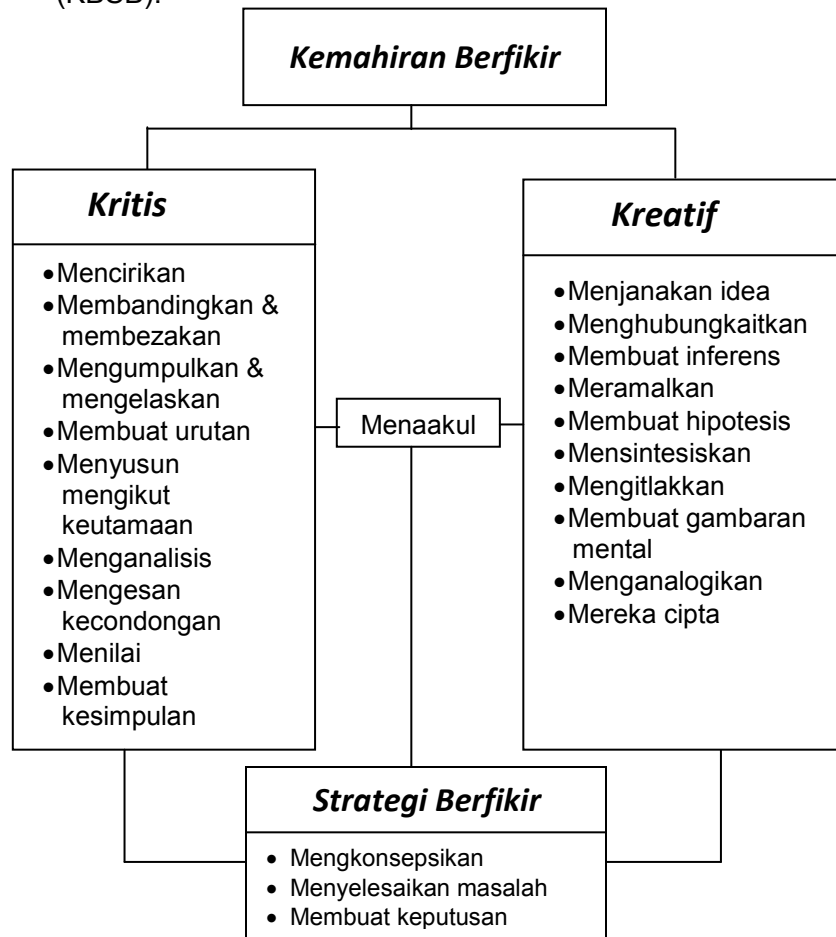 (KBSB).
Kemahiran Berfikir
Kritis
•Mencirikan
•Membandingkan &
membezakan
•Mengumpulkan &
mengelaskan
•Membuat urutan
•Menyusun
mengikut
keutamaan
•Menganalisis
•Mengesan
kecondongan
•Menilai
•Membuat
kesimpulan
Menaakul
Kreatif
•Menjanakan idea
•Menghubungkaitkan
•Membuat inferens
•Meramalkan
•Membuat hipotesis
•Mensintesiskan
•Mengitlakkan
•Membuat gambaran
mental
•Menganalogikan
•Mereka cipta
Strategi Berfikir
• Mengkonsepsikan
• Menyelesaikan masalah
• Membuat keputusan